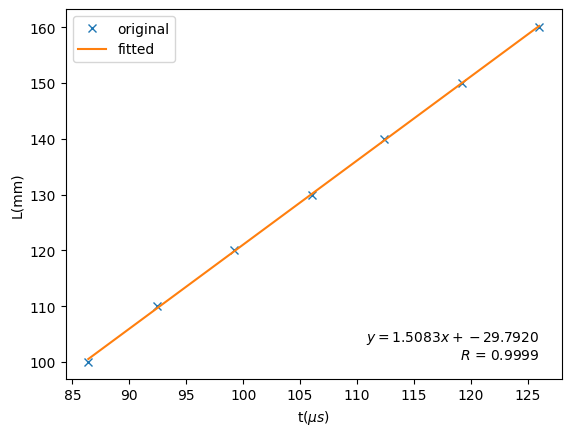 original
fitted
160
150
140
130
120
110
100
L(mm)
y = 1.5083x + −29.7920
R = 0.9999
85 90 95 100 105 110 115 120 125
t(μs)